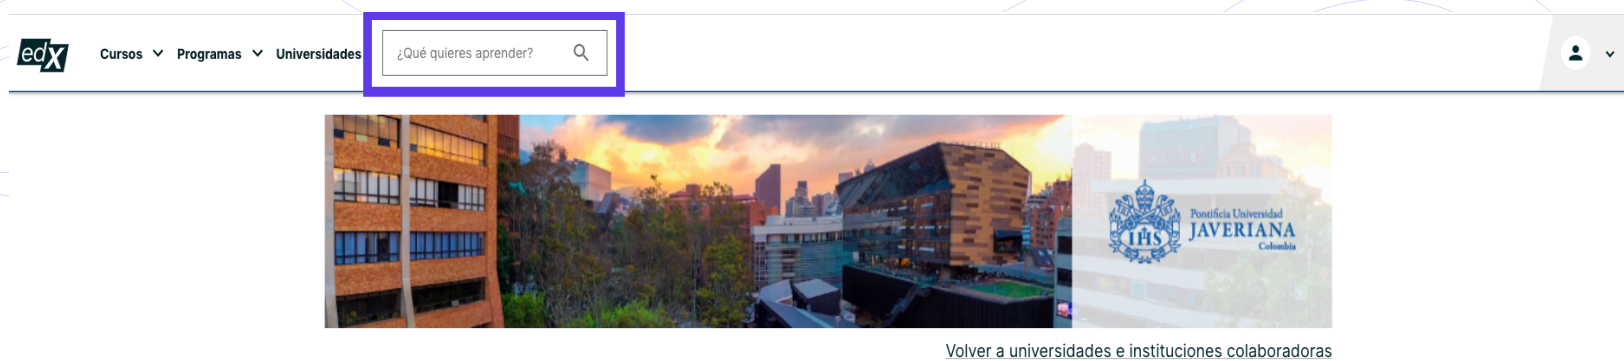 edX
Cursos Programas Universidades ¿Qué quieres aprender?
IHS
Pontificia Universidad
JAVERIANA
Colombia
Volver a universidades e instituciones colaboradoras